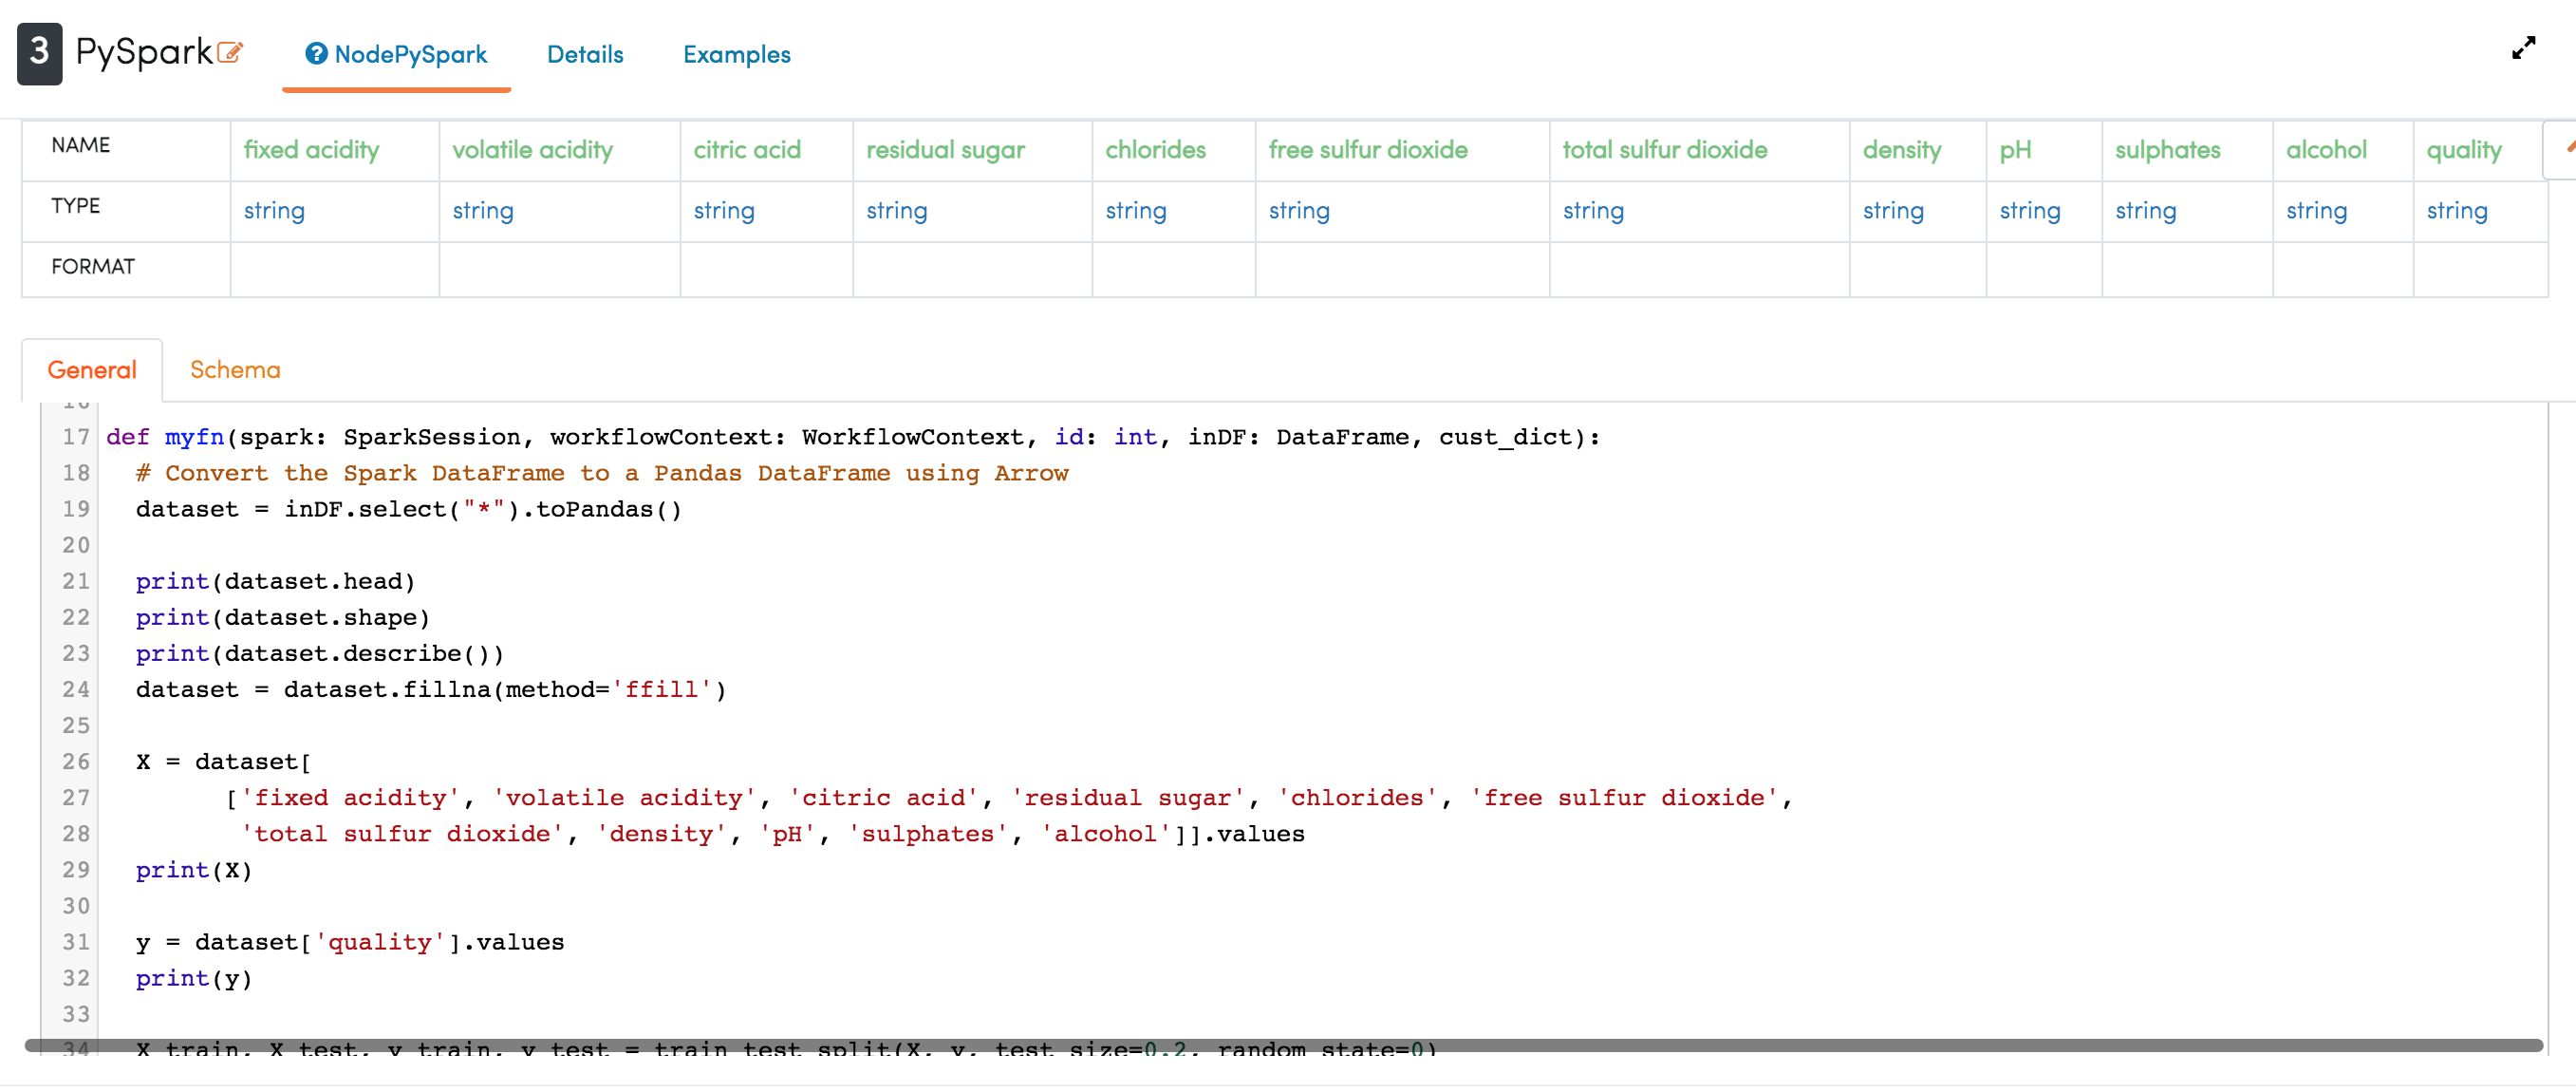 3 PySpark NodePySpark Details Examples
NAME fixed acidity volatile acidity citric acid residual sugar chlorides free sulfur dioxide total sulfur dioxide density pH sulphates alcohol quality
TYPE string string string string string string string string string string string string
FORMAT
General Schema
16
17 def myfn(spark: SparkSession, workflowContext: WorkflowContext, id: int, inDF: DataFrame, cust_dict):
18 # Convert the Spark DataFrame to a Pandas DataFrame using Arrow
19 dataset = inDF.select("*").toPandas()
20
21 print(dataset.head)
22 print(dataset.shape)
23 print(dataset.describe())
24 dataset = dataset.fillna(method='ffill')
25
26 X = dataset[
27 ['fixed acidity', 'volatile acidity', 'citric acid', 'residual sugar', 'chlorides', 'free sulfur dioxide',
28 'total sulfur dioxide', 'density', 'pH', 'sulphates', 'alcohol']].values
29 print(X)
30
31 y = dataset['quality'].values
32 print(y)
33
34 X_train, X_test, y_train, y_test = train_test_split(X, y, test_size=0.2, random_state=0)